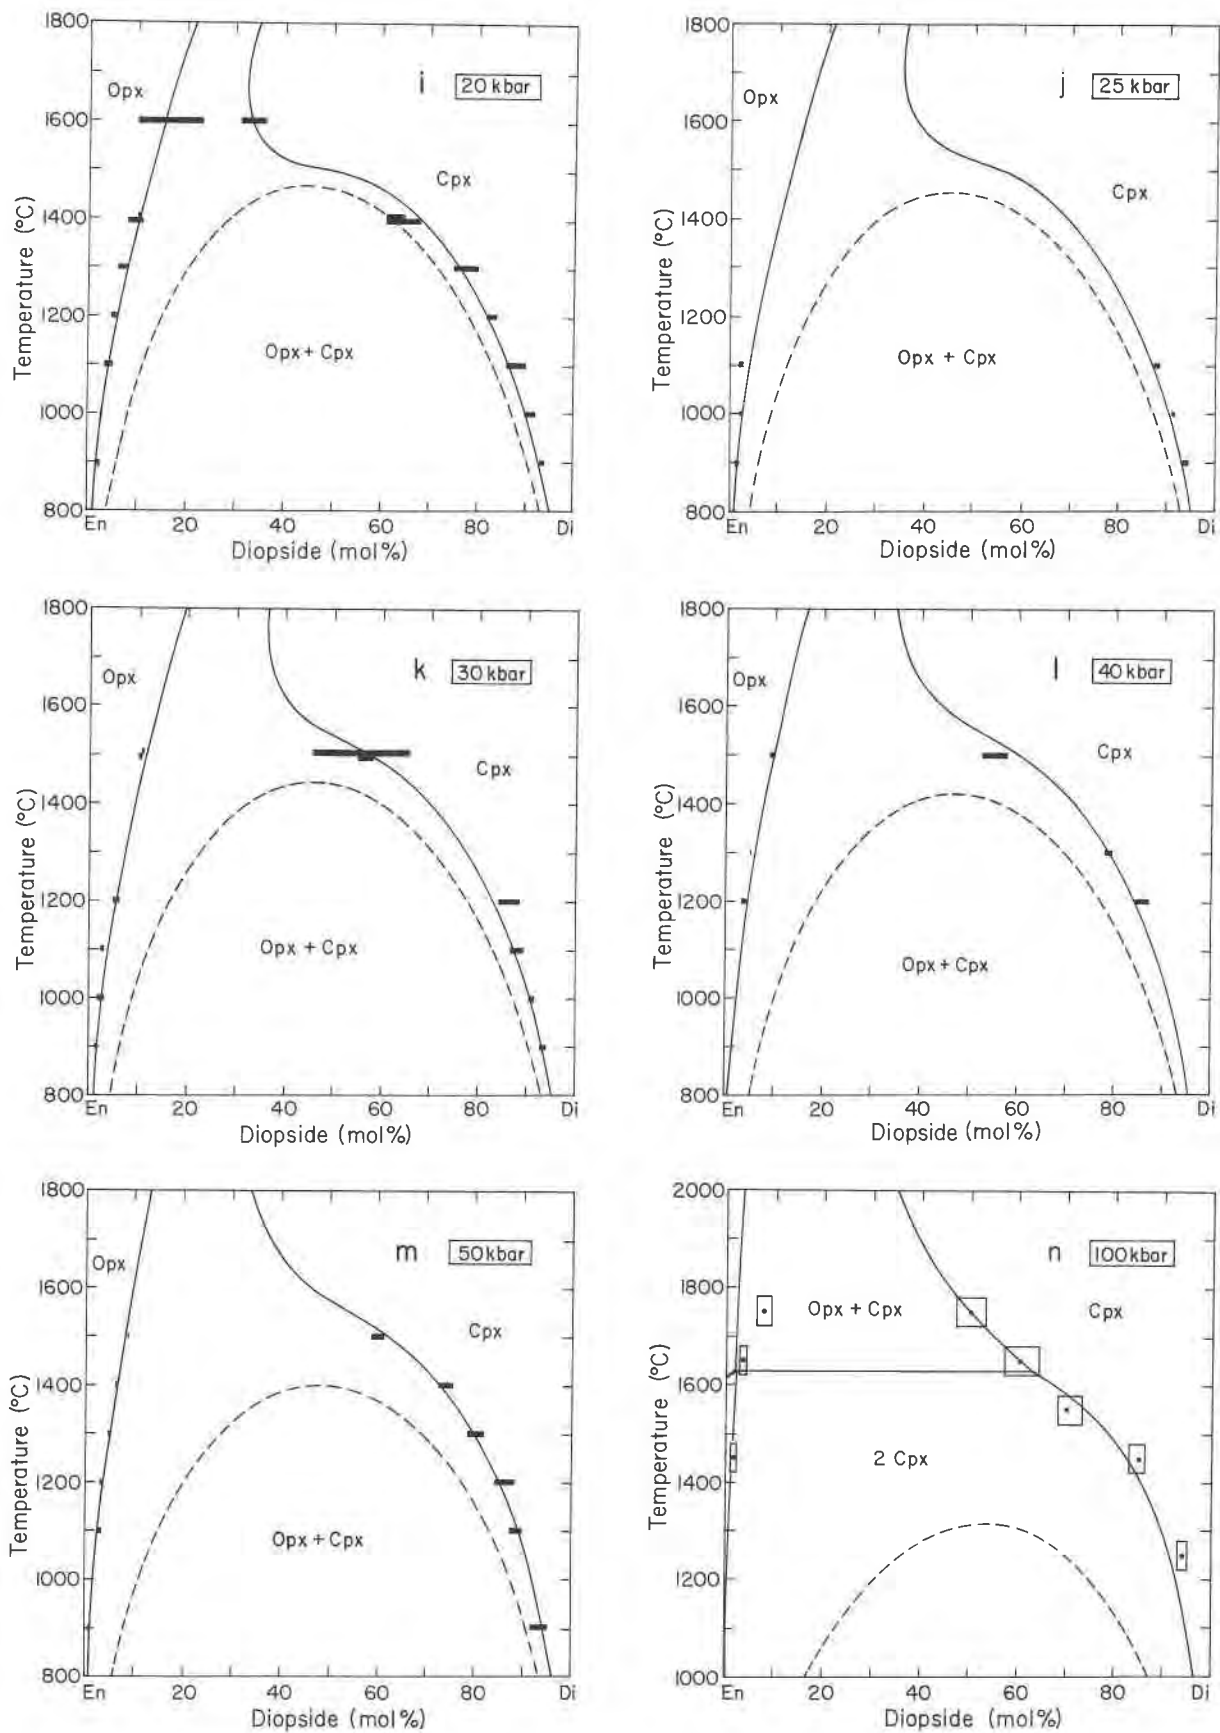 1800
Opx
i 20 kbar
1600
Cpx
1400
1200
Opx + Cpx
1000
800
En 20 40 60 80 Di
Diopside (mol%)
Temperature (°C)
1800
Opx
j 25 kbar
1600
Cpx
1400
1200
Opx + Cpx
1000
800
En 20 40 60 80 Di
Diopside (mol%)
Temperature (°C)
1800
Opx
k 30 kbar
1600
Cpx
1400
1200
Opx + Cpx
1000
800
En 20 40 60 80 Di
Diopside (mol%)
Temperature (°C)
1800
Opx
l 40 kbar
1600
Cpx
1400
1200
Opx + Cpx
1000
800
En 20 40 60 80 Di
Diopside (mol%)
Temperature (°C)
1800
Opx
m 50 kbar
1600
Cpx
1400
1200
Opx + Cpx
1000
800
En 20 40 60 80 Di
Diopside (mol%)
Temperature (°C)
2000
n 100 kbar
1800
Opx + Cpx
Cpx
1600
2 Cpx
1400
1200
1000
En 20 40 60 80 Di
Diopside (mol%)
Temperature (°C)